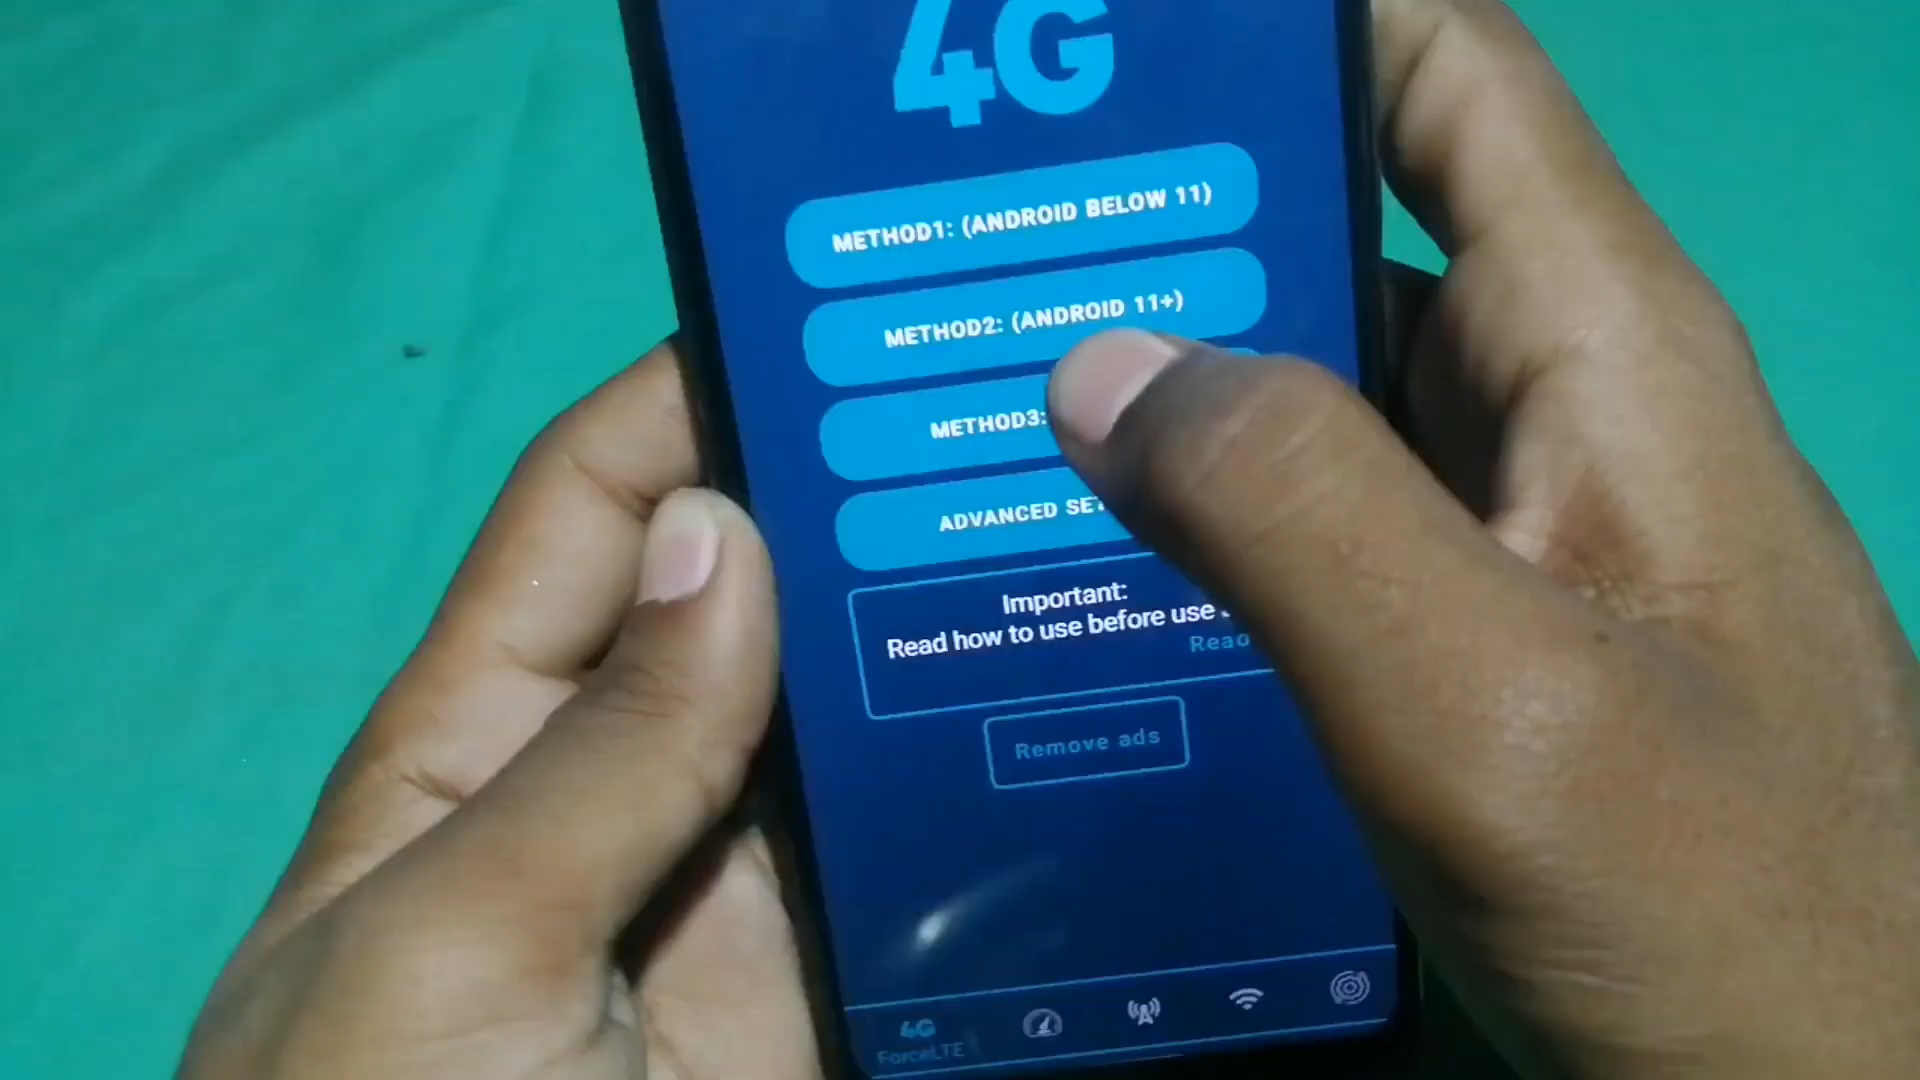 4G
METHOD1: (ANDROID BELOW 11)
METHOD2: (ANDROID 11+)
METHOD3:
ADVANCED
Important:
Read how to use before use
Read
Remove ads
4G
ForceLTE